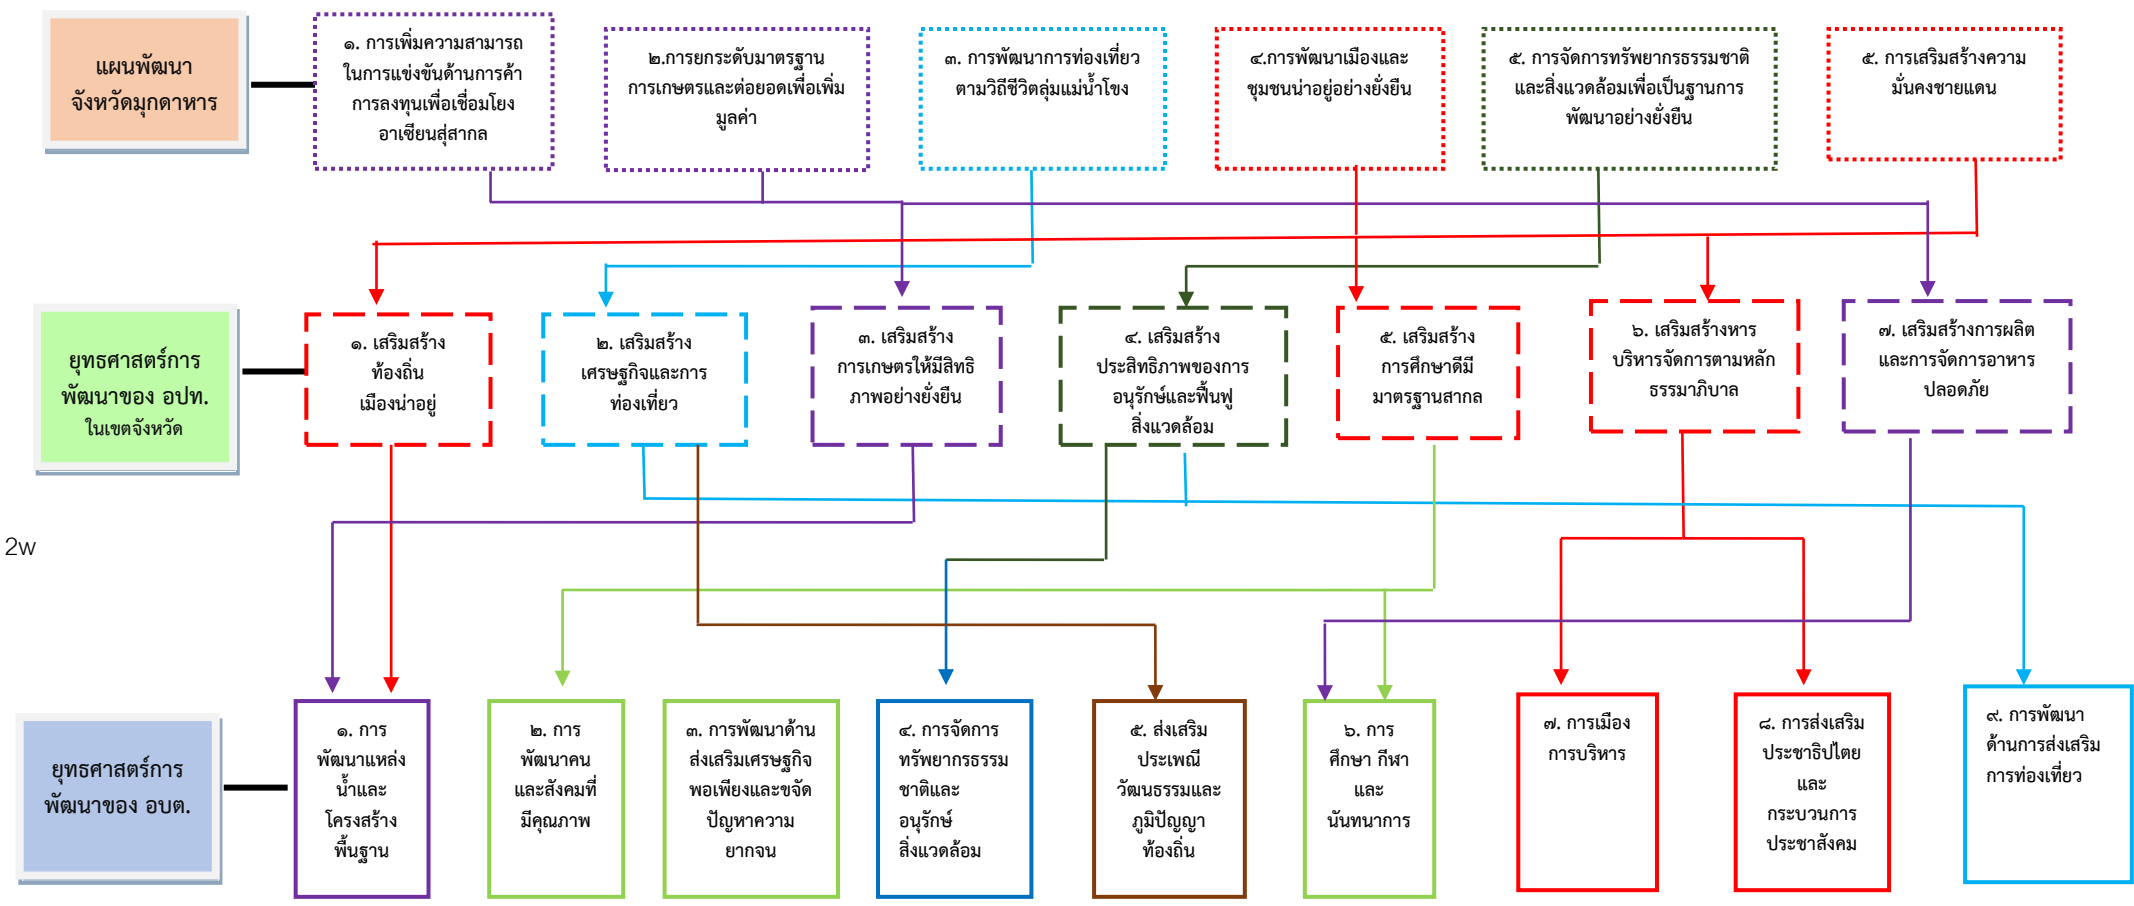 แผนพัฒนา
จังหวัดมุกดาหาร
๑. การเพิ่มความสามารถ
ในการแข่งขันด้านการค้า
การลงทุนเพื่อเชื่อมโยง
อาเซียนสู่สากล
๒.การยกระดับมาตรฐาน
การเกษตรและต่อยอดเพื่อเพิ่ม
มูลค่า
๓. การพัฒนาการท่องเที่ยว
ตามวิถีชีวิตลุ่มแม่น้ำโขง
๔.การพัฒนาเมืองและ
ชุมชนน่าอยู่อย่างยั่งยืน
๕. การจัดการทรัพยากรธรรมชาติ
และสิ่งแวดล้อมเพื่อเป็นฐานการ
พัฒนาอย่างยั่งยืน
๕. การเสริมสร้างความ
มั่นคงชายแดน
ยุทธศาสตร์การ
พัฒนาของ อปท.
ในเขตจังหวัด
๑. เสริมสร้าง
ท้องถิ่น
เมืองน่าอยู่
๒. เสริมสร้าง
เศรษฐกิจและการ
ท่องเที่ยว
๓. เสริมสร้าง
การเกษตรให้มีสิทธิ
ภาพอย่างยั่งยืน
๔. เสริมสร้าง
ประสิทธิภาพของการ
อนุรักษ์และฟื้นฟู
สิ่งแวดล้อม
๕. เสริมสร้าง
การศึกษาดีมี
มาตรฐานสากล
๖. เสริมสร้างหาร
บริหารจัดการตามหลัก
ธรรมาภิบาล
๗. เสริมสร้างการผลิต
และการจัดการอาหาร
ปลอดภัย
2w
ยุทธศาสตร์การ
พัฒนาของ อบต.
๑. การ
พัฒนาแหล่ง
น้ำและ
โครงสร้าง
พื้นฐาน
๒. การ
พัฒนาคน
และสังคมที่
มีคุณภาพ
๓. การพัฒนาด้าน
ส่งเสริมเศรษฐกิจ
พอเพียงและขจัด
ปัญหาความ
ยากจน
๔. การจัดการ
ทรัพยากรธรรม
ชาติและ
อนุรักษ์
สิ่งแวดล้อม
๕. ส่งเสริม
ประเพณี
วัฒนธรรมและ
ภูมิปัญญา
ท้องถิ่น
๖. การ
ศึกษา กีฬา
และ
นันทนาการ
๗. การเมือง
การบริหาร
๘. การส่งเสริม
ประชาธิปไตย
และ
กระบวนการ
ประชาสังคม
๙. การพัฒนา
ด้านการส่งเสริม
การท่องเที่ยว